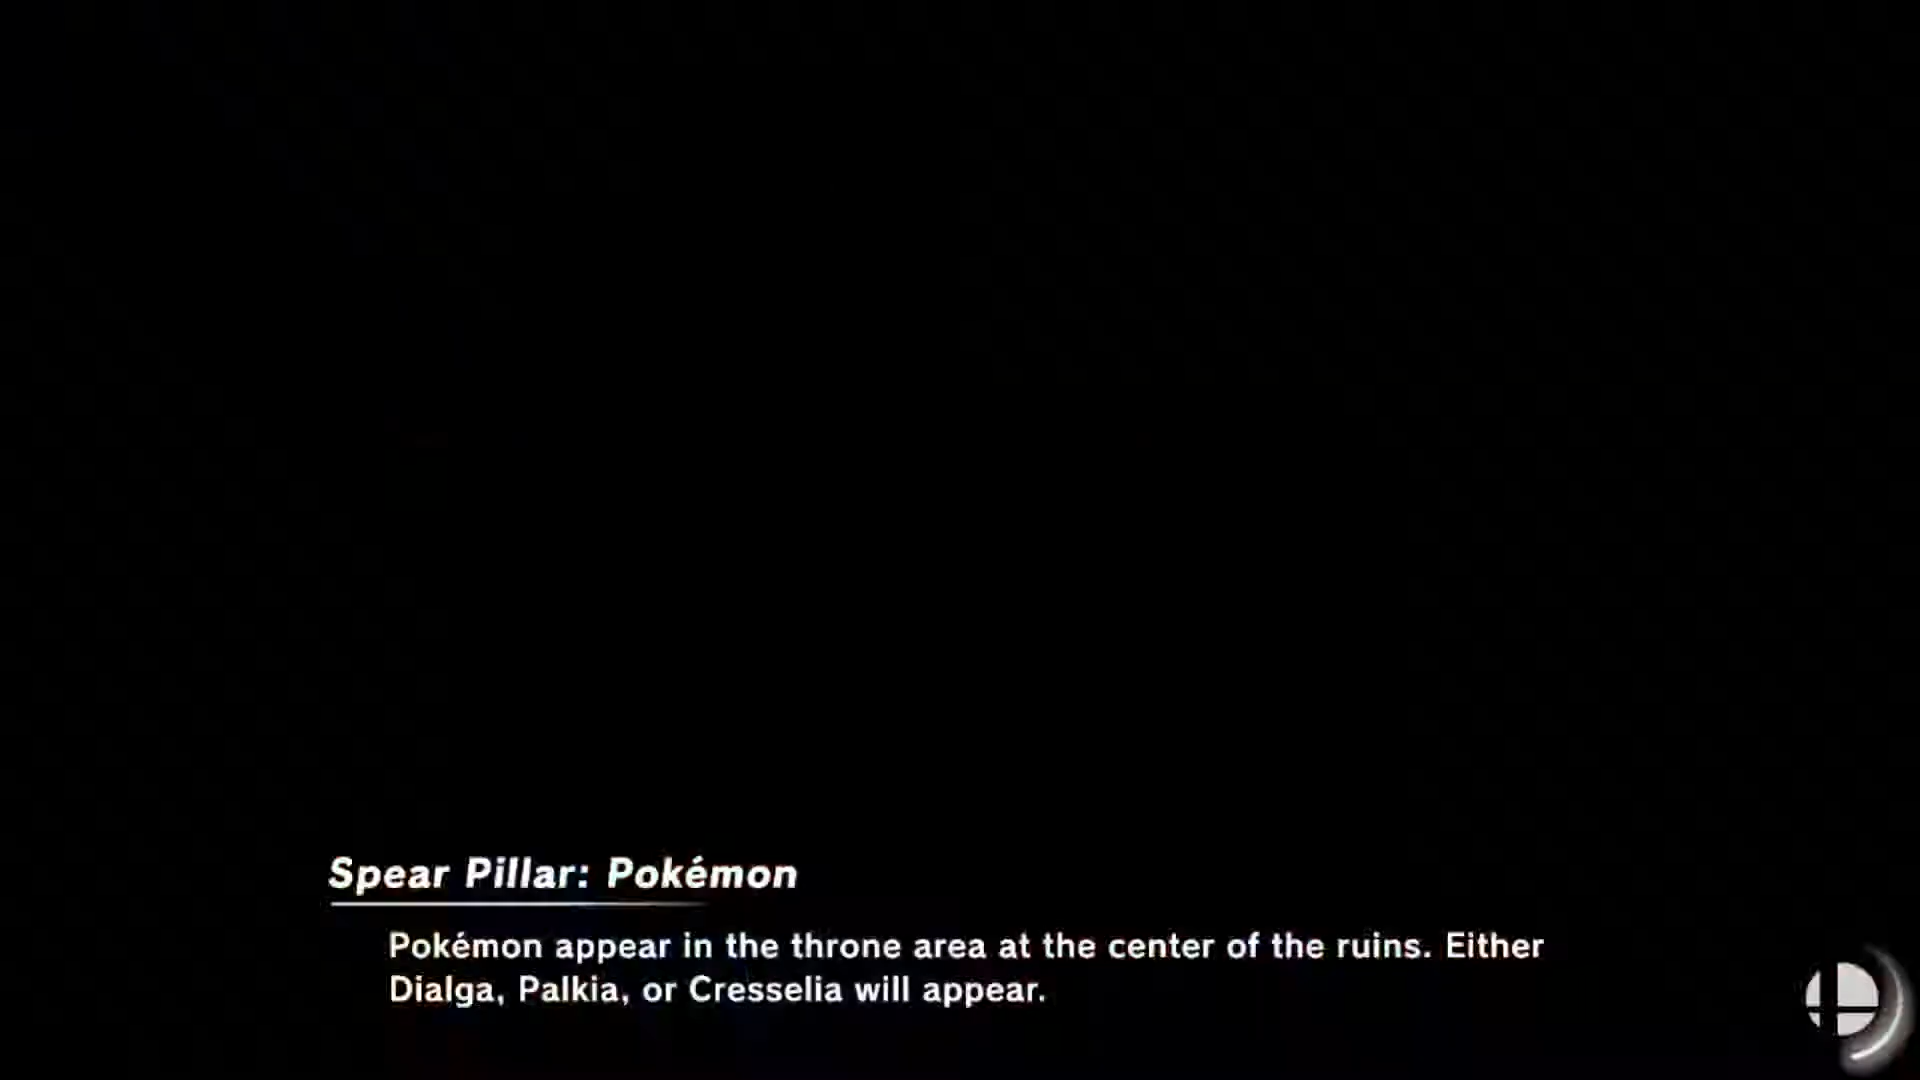 Spear Pillar: Pokémon
Pokémon appear in the throne area at the center of the ruins. Either
Dialga, Palkia, or Cresselia will appear.